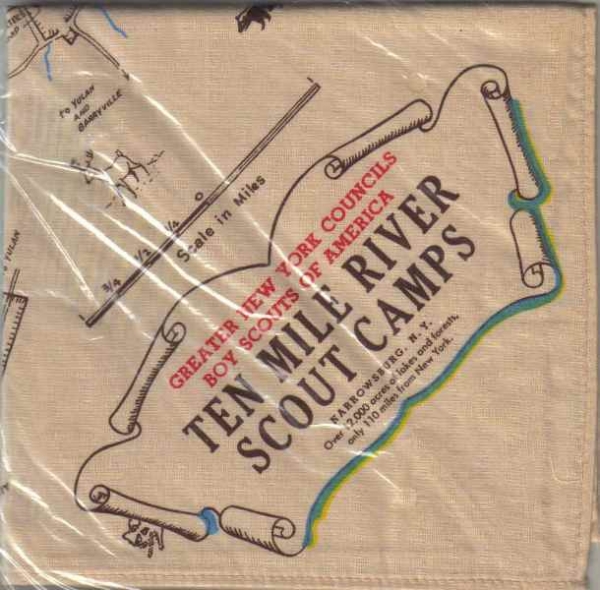 TO YULAN
AND
BARRYVILLE
3/4 1/2 1/4 0
Scale in Miles
TO YULAN
GREATER NEW YORK COUNCILS
BOY SCOUTS OF AMERICA
TEN MILE RIVER
SCOUT CAMPS
NARROWSBURG, N. Y.
Over 12,000 acres of lakes and forests,
only 110 miles from New York.